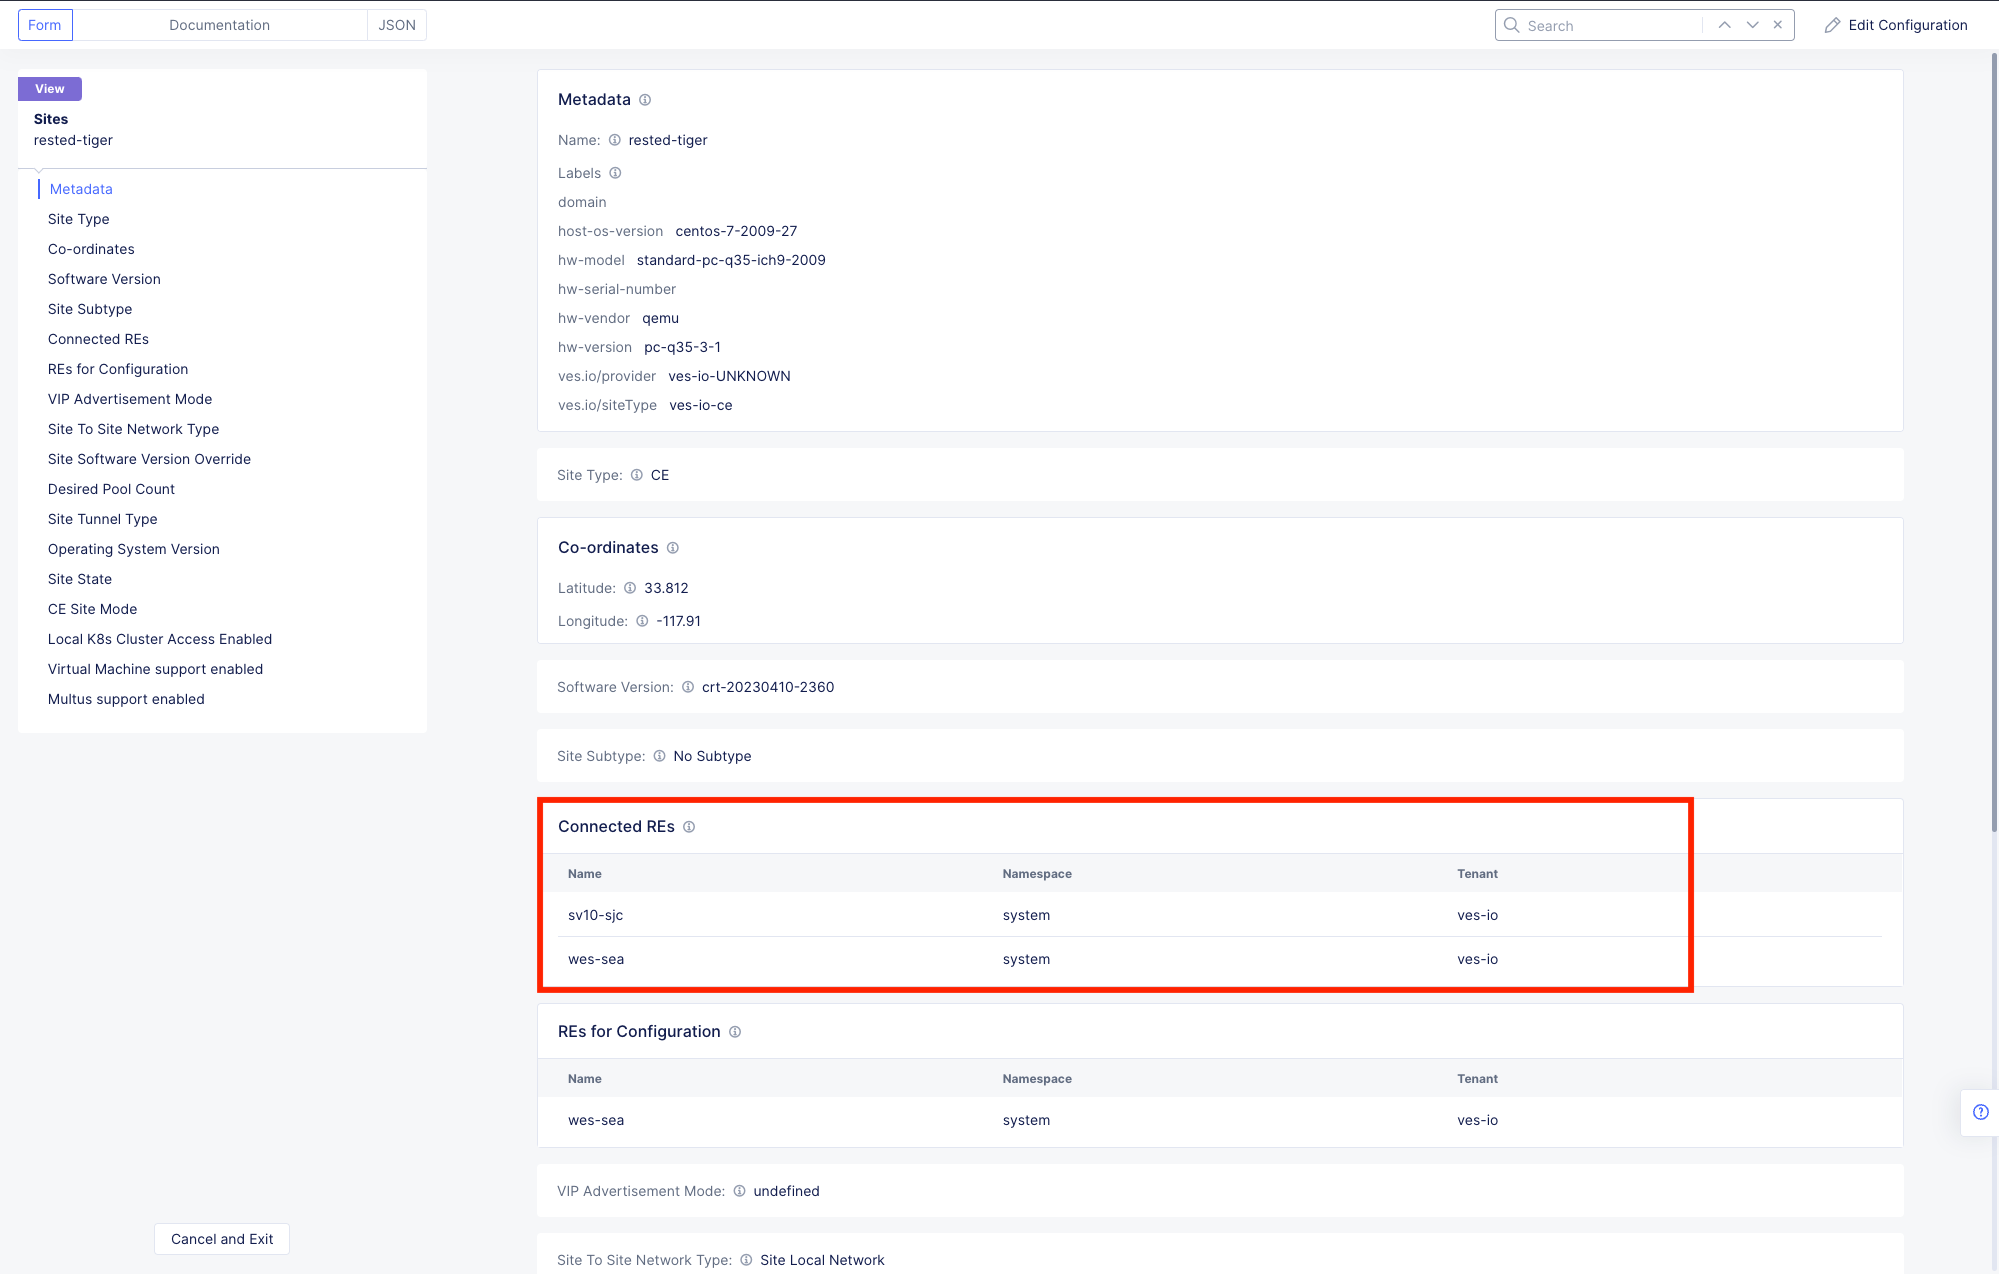 Form Documentation JSON Search Edit Configuration
View
Sites
rested-tiger
Metadata
Site Type
Co-ordinates
Software Version
Site Subtype
Connected REs
REs for Configuration
VIP Advertisement Mode
Site To Site Network Type
Site Software Version Override
Desired Pool Count
Site Tunnel Type
Operating System Version
Site State
CE Site Mode
Local K8s Cluster Access Enabled
Virtual Machine support enabled
Multus support enabled
Cancel and Exit
Metadata
Name: rested-tiger
Labels
domain
host-os-version centos-7-2009-27
hw-model standard-pc-q35-ich9-2009
hw-serial-number
hw-vendor qemu
hw-version pc-q35-3-1
ves.io/provider ves-io-UNKNOWN
ves.io/siteType ves-io-ce
Site Type: CE
Co-ordinates
Latitude: 33.812
Longitude: -117.91
Software Version: crt-20230410-2360
Site Subtype: No Subtype
Connected REs
Name Namespace Tenant
sv10-sjc system ves-io
wes-sea system ves-io
REs for Configuration
Name Namespace Tenant
wes-sea system ves-io
VIP Advertisement Mode: undefined
Site To Site Network Type: Site Local Network